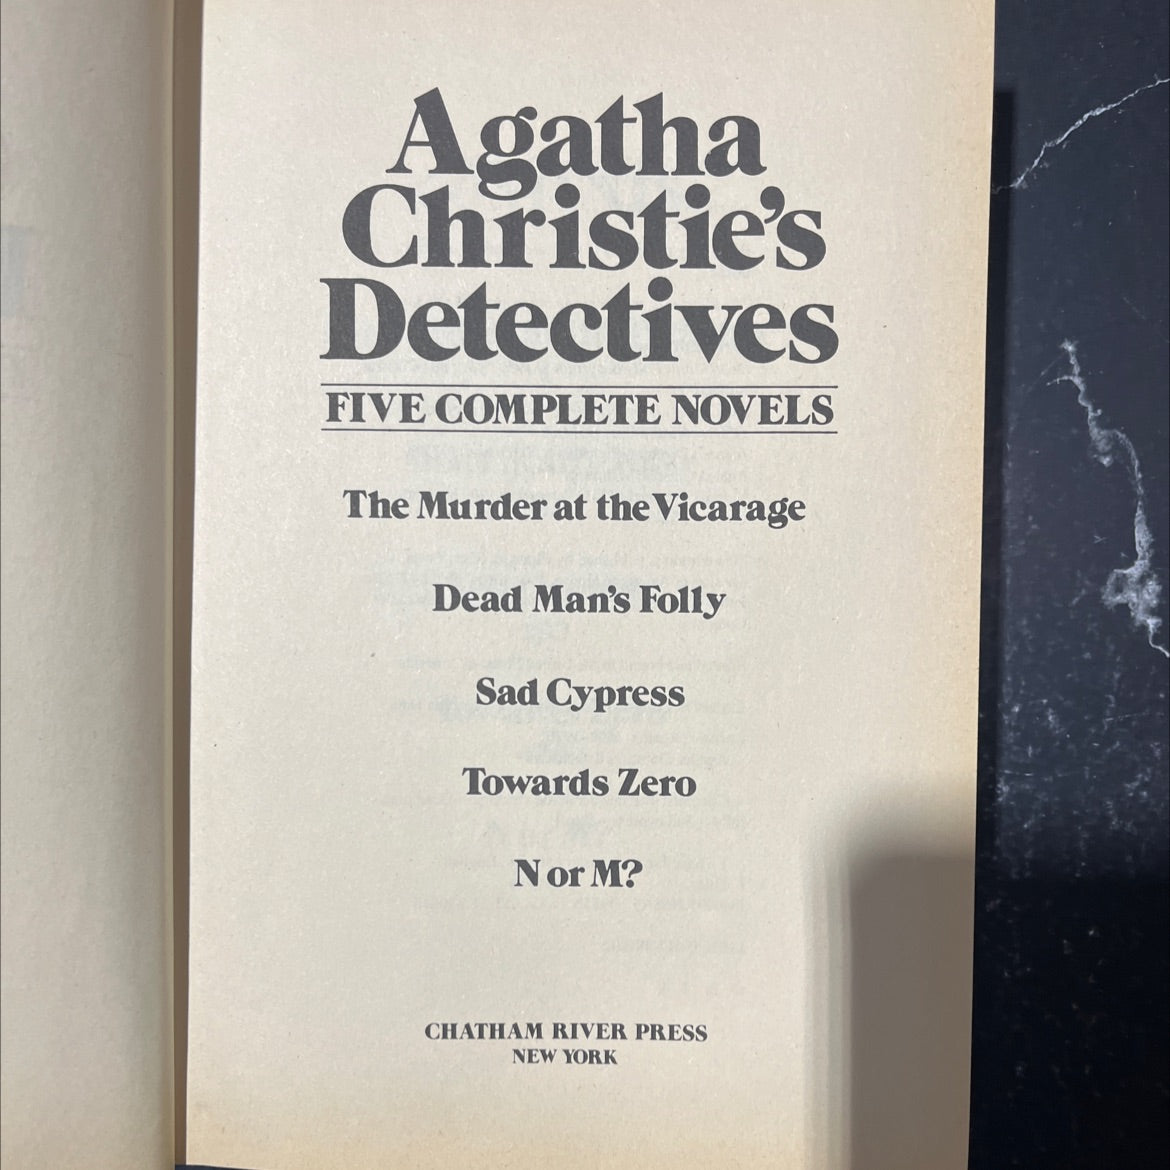 Agatha
Christie's
Detectives
FIVE COMPLETE NOVELS
The Murder at the Vicarage
Dead Man's Folly
Sad Cypress
Towards Zero
N or M?
CHATHAM RIVER PRESS
NEW YORK